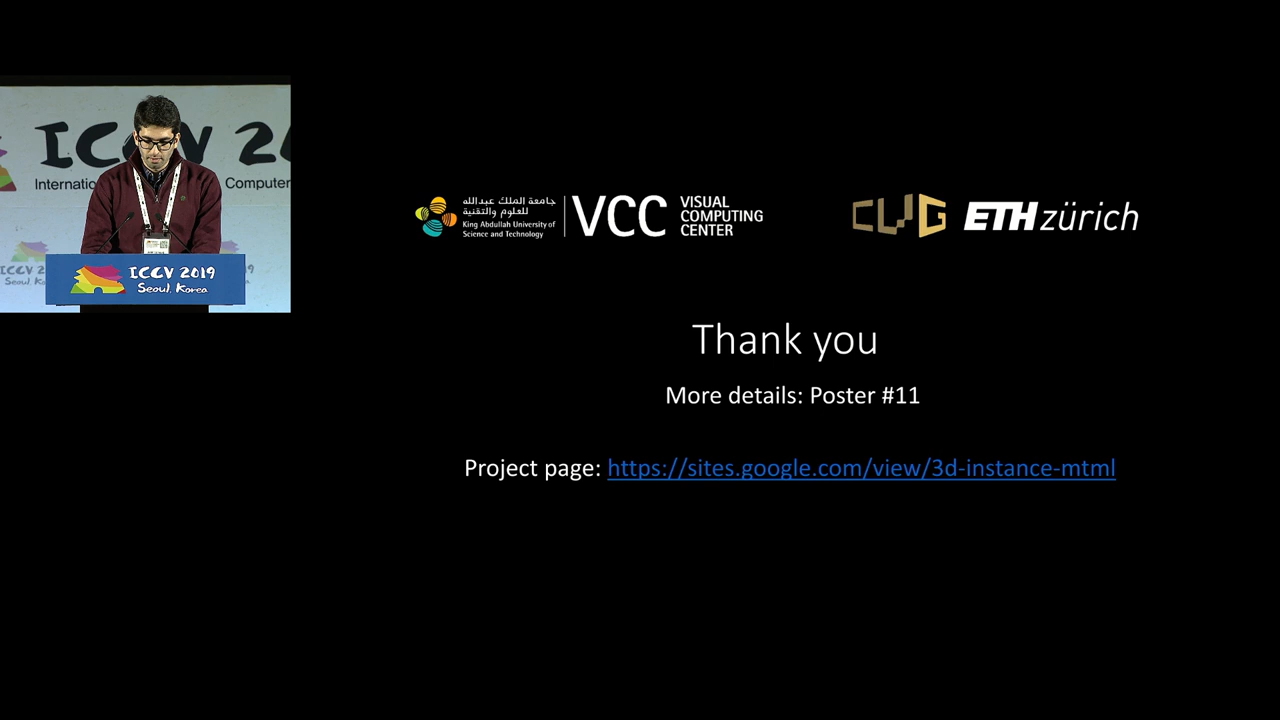 ICCV 20
Internatio
Computer
ICCV 2019
Seoul, Korea
جامعة الملك عبدالله
للعلوم والتقنية
King Abdullah University of
Science and Technology
VCC
VISUAL
COMPUTING
CENTER
CVG
ETH zürich
Thank you
More details: Poster #11
Project page: https://sites.google.com/view/3d-instance-mtml